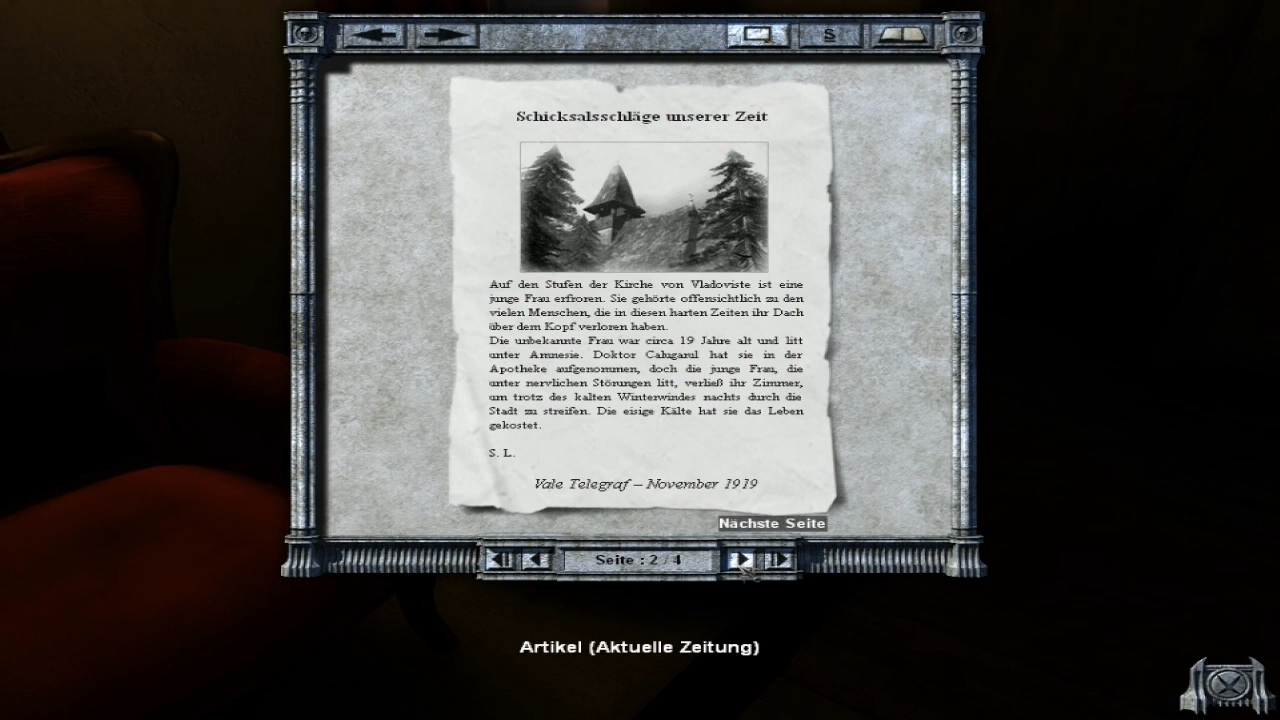 S
Schicksalsschläge unserer Zeit
Auf den Stufen der Kirche von Vladoviste ist eine
junge Frau erfroren. Sie gehörte offensichtlich zu den
vielen Menschen, die in diesen harten Zeiten ihr Dach
über dem Kopf verloren haben.
Die unbekannte Frau war circa 19 Jahre alt und litt
unter Amnesie. Doktor Calugarul hat sie in der
Apotheke aufgenommen, doch die junge Frau, die
unter nervlichen Störungen litt, verließ ihr Zimmer,
um trotz des kalten Winterwindes nachts durch die
Stadt zu streifen. Die eisige Kälte hat sie das Leben
gekostet.
S. L.
Vale Telegraf – November 1919
Nächste Seite
Seite : 2 / 4
Artikel (Aktuelle Zeitung)